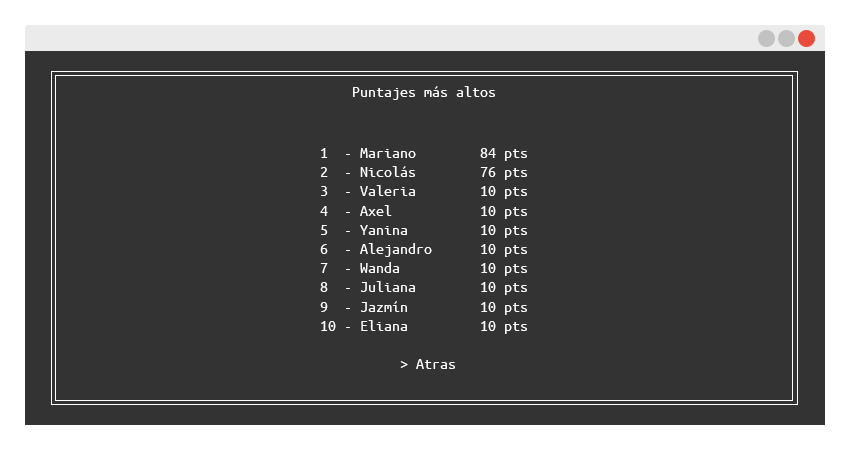 Puntajes más altos
1 - Mariano 84 pts
2 - Nicolás 76 pts
3 - Valeria 10 pts
4 - Axel 10 pts
5 - Yanina 10 pts
6 - Alejandro 10 pts
7 - Wanda 10 pts
8 - Juliana 10 pts
9 - Jazmín 10 pts
10 - Eliana 10 pts
> Atras